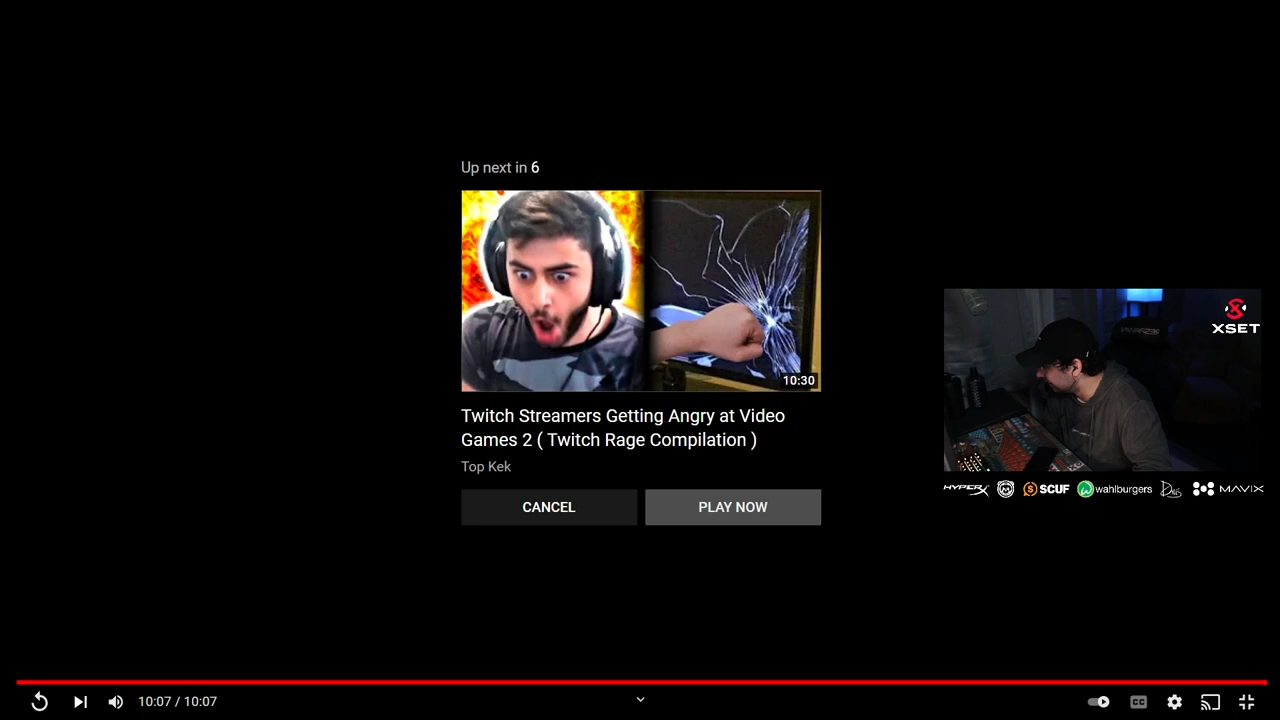 Up next in 6
10:30
Twitch Streamers Getting Angry at Video
Games 2 ( Twitch Rage Compilation )
Top Kek
CANCEL
PLAY NOW
XSET
HYPERX
SCUF
wahlburgers
MAVIX
10:07 / 10:07
CC